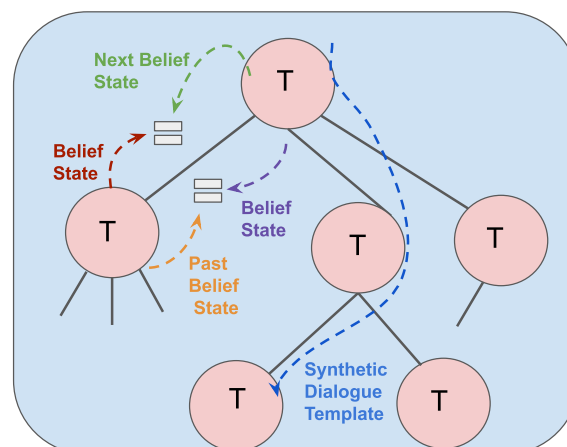 Next Belief
State
T
Belief
State
Belief
State
T
T
T
Past
Belief
State
Synthetic
Dialogue
Template
T
T